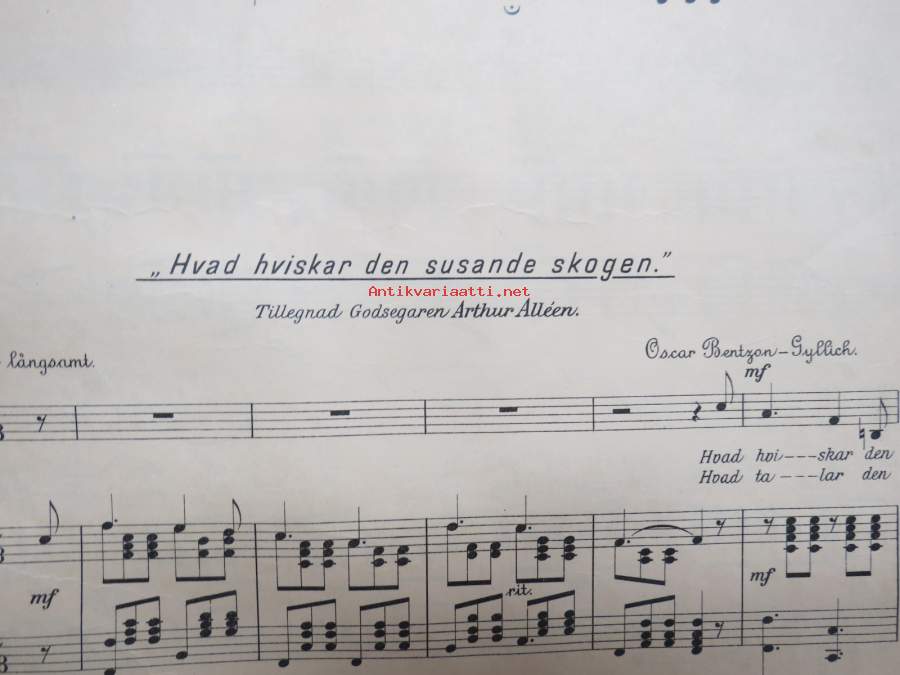 „Hvad hviskar den susande skogen.”
Antikvariaatti.net
Tillegnad Godsegaren Arthur Alléen.
långsamt.
Oscar Bentzon-Gyllich.
mf
Hvad hvi---skar den
Hvad ta---lar den
mf
mf
rit.